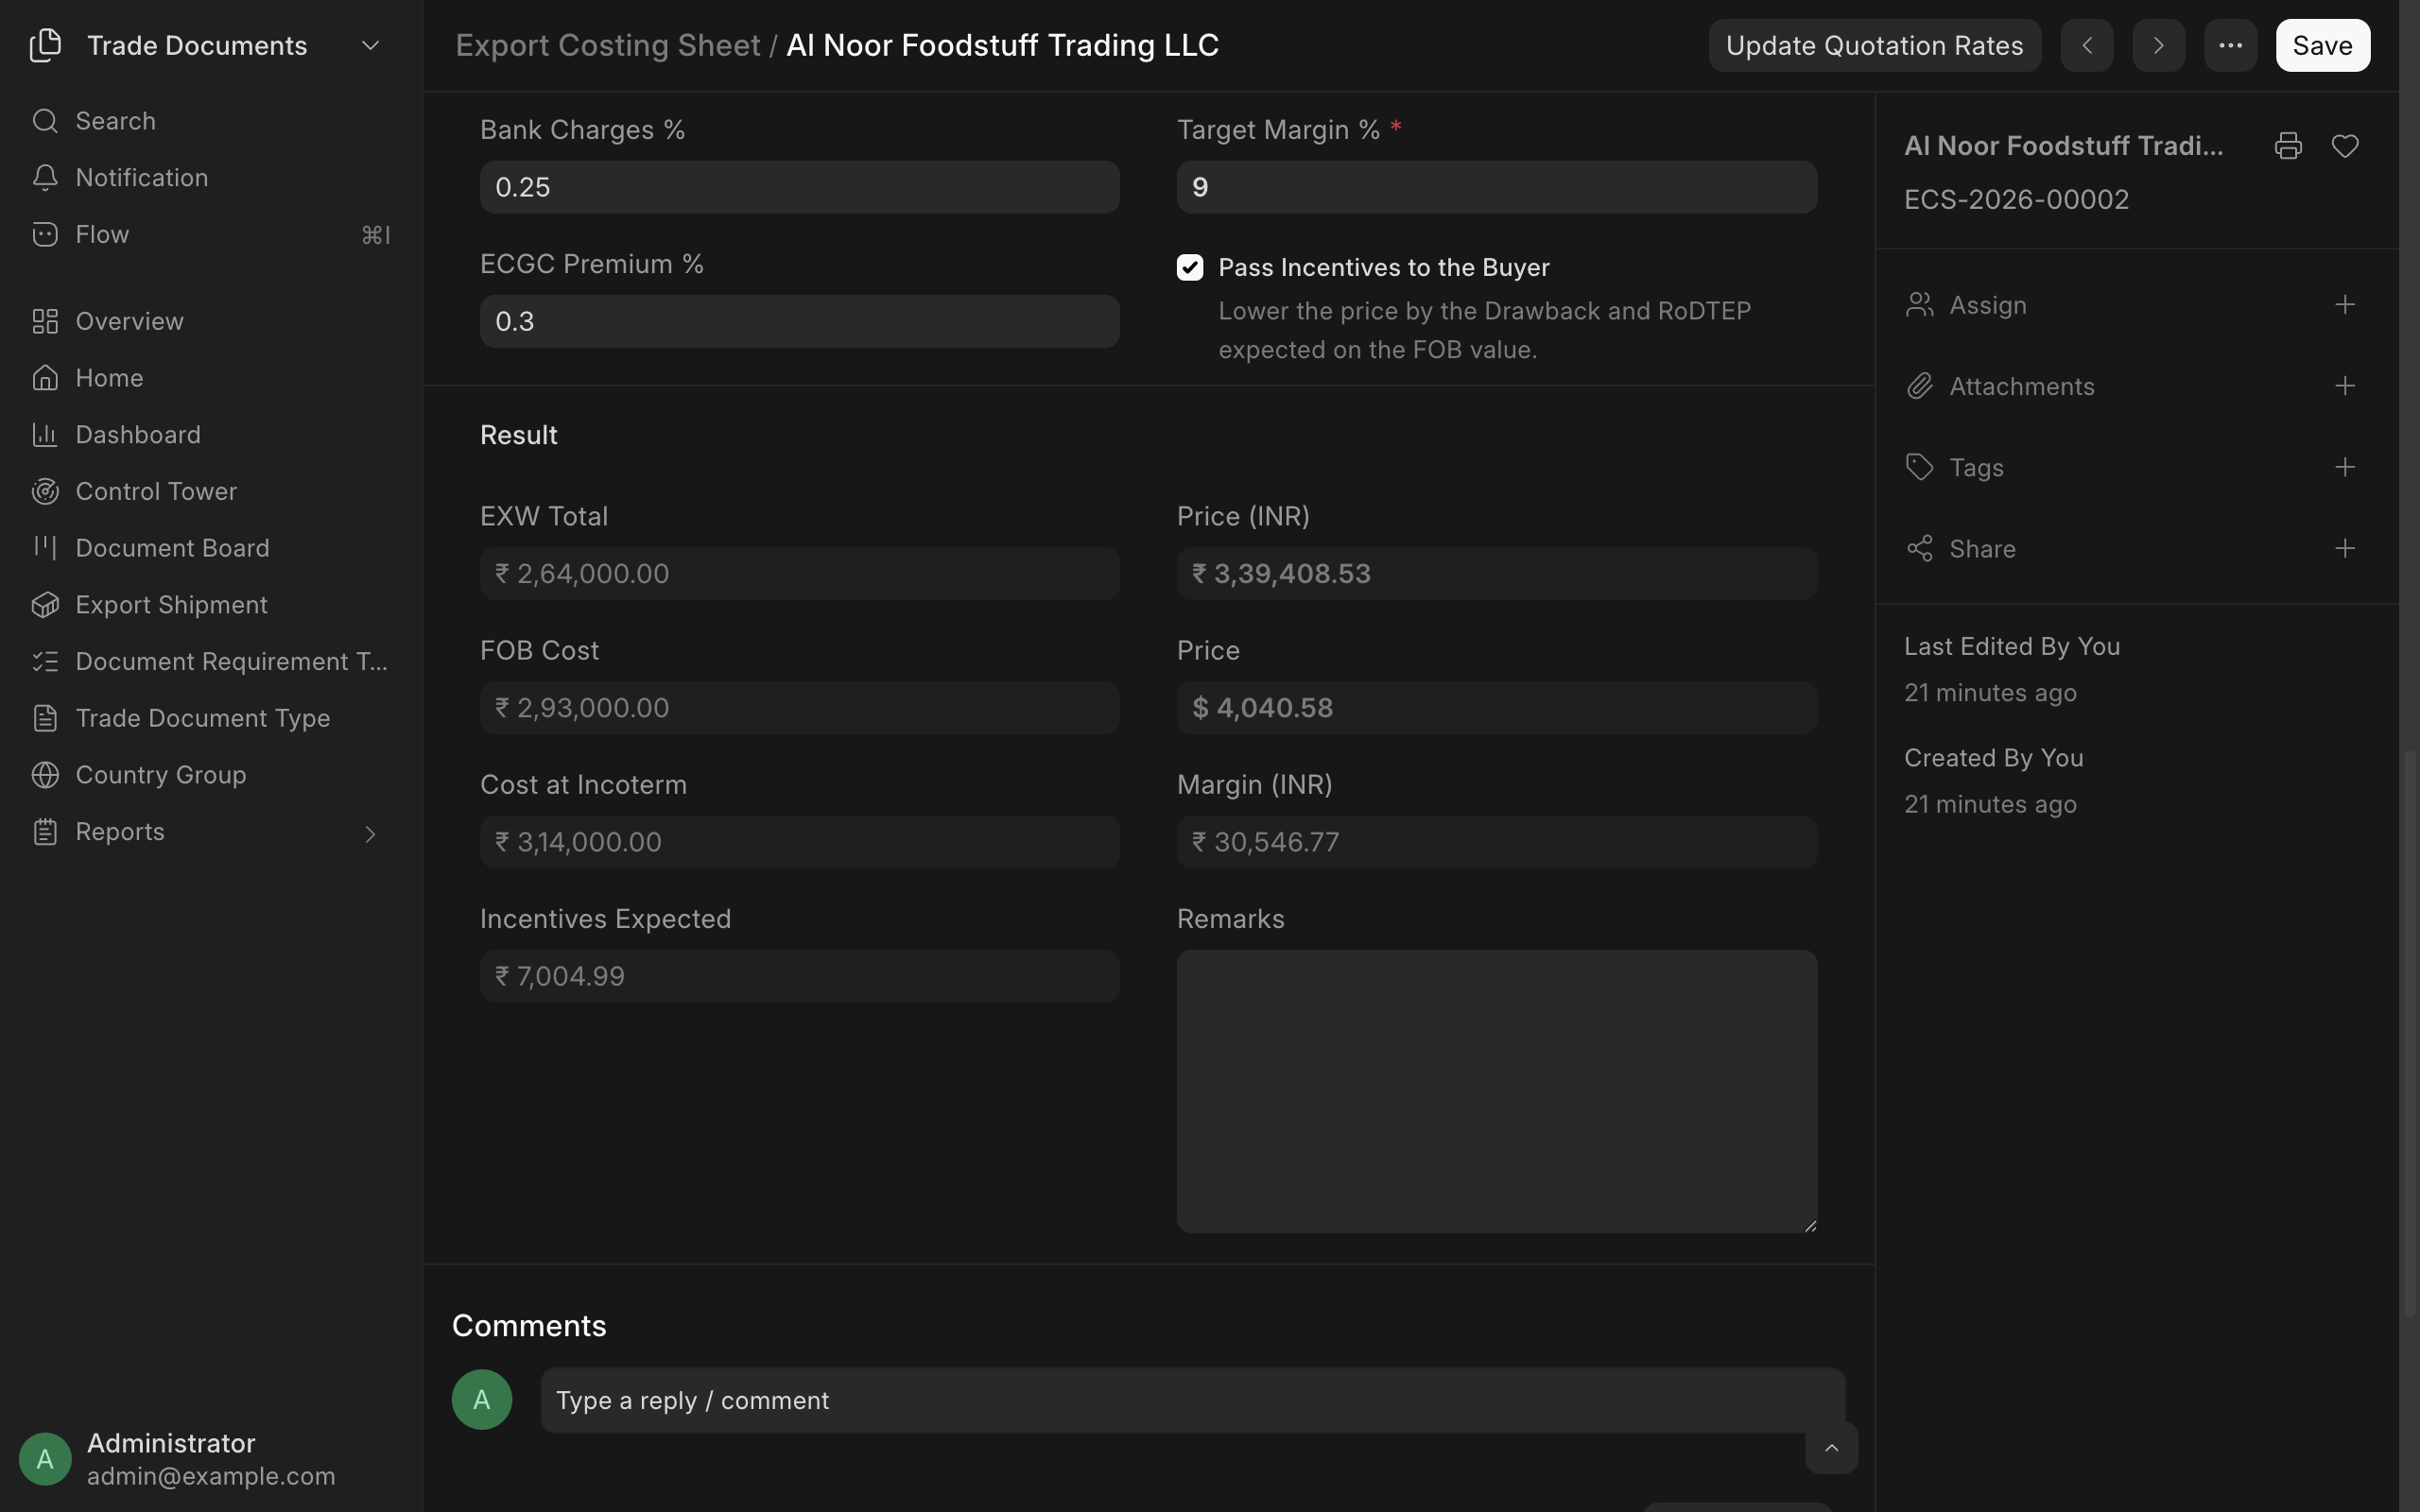 Trade Documents
Search
Notification
Flow ⌘I
Overview
Home
Dashboard
Control Tower
Document Board
Export Shipment
Document Requirement T...
Trade Document Type
Country Group
Reports
A
Administrator
admin@example.com
Export Costing Sheet / Al Noor Foodstuff Trading LLC
Update Quotation Rates
Save
Bank Charges %
0.25
ECGC Premium %
0.3
Target Margin % *
9
Pass Incentives to the Buyer
Lower the price by the Drawback and RoDTEP
expected on the FOB value.
Result
EXW Total
₹ 2,64,000.00
FOB Cost
₹ 2,93,000.00
Cost at Incoterm
₹ 3,14,000.00
Incentives Expected
₹ 7,004.99
Price (INR)
₹ 3,39,408.53
Price
$ 4,040.58
Margin (INR)
₹ 30,546.77
Remarks
Comments
A
Type a reply / comment
Al Noor Foodstuff Tradi...
ECS-2026-00002
Assign
Attachments
Tags
Share
Last Edited By You
21 minutes ago
Created By You
21 minutes ago